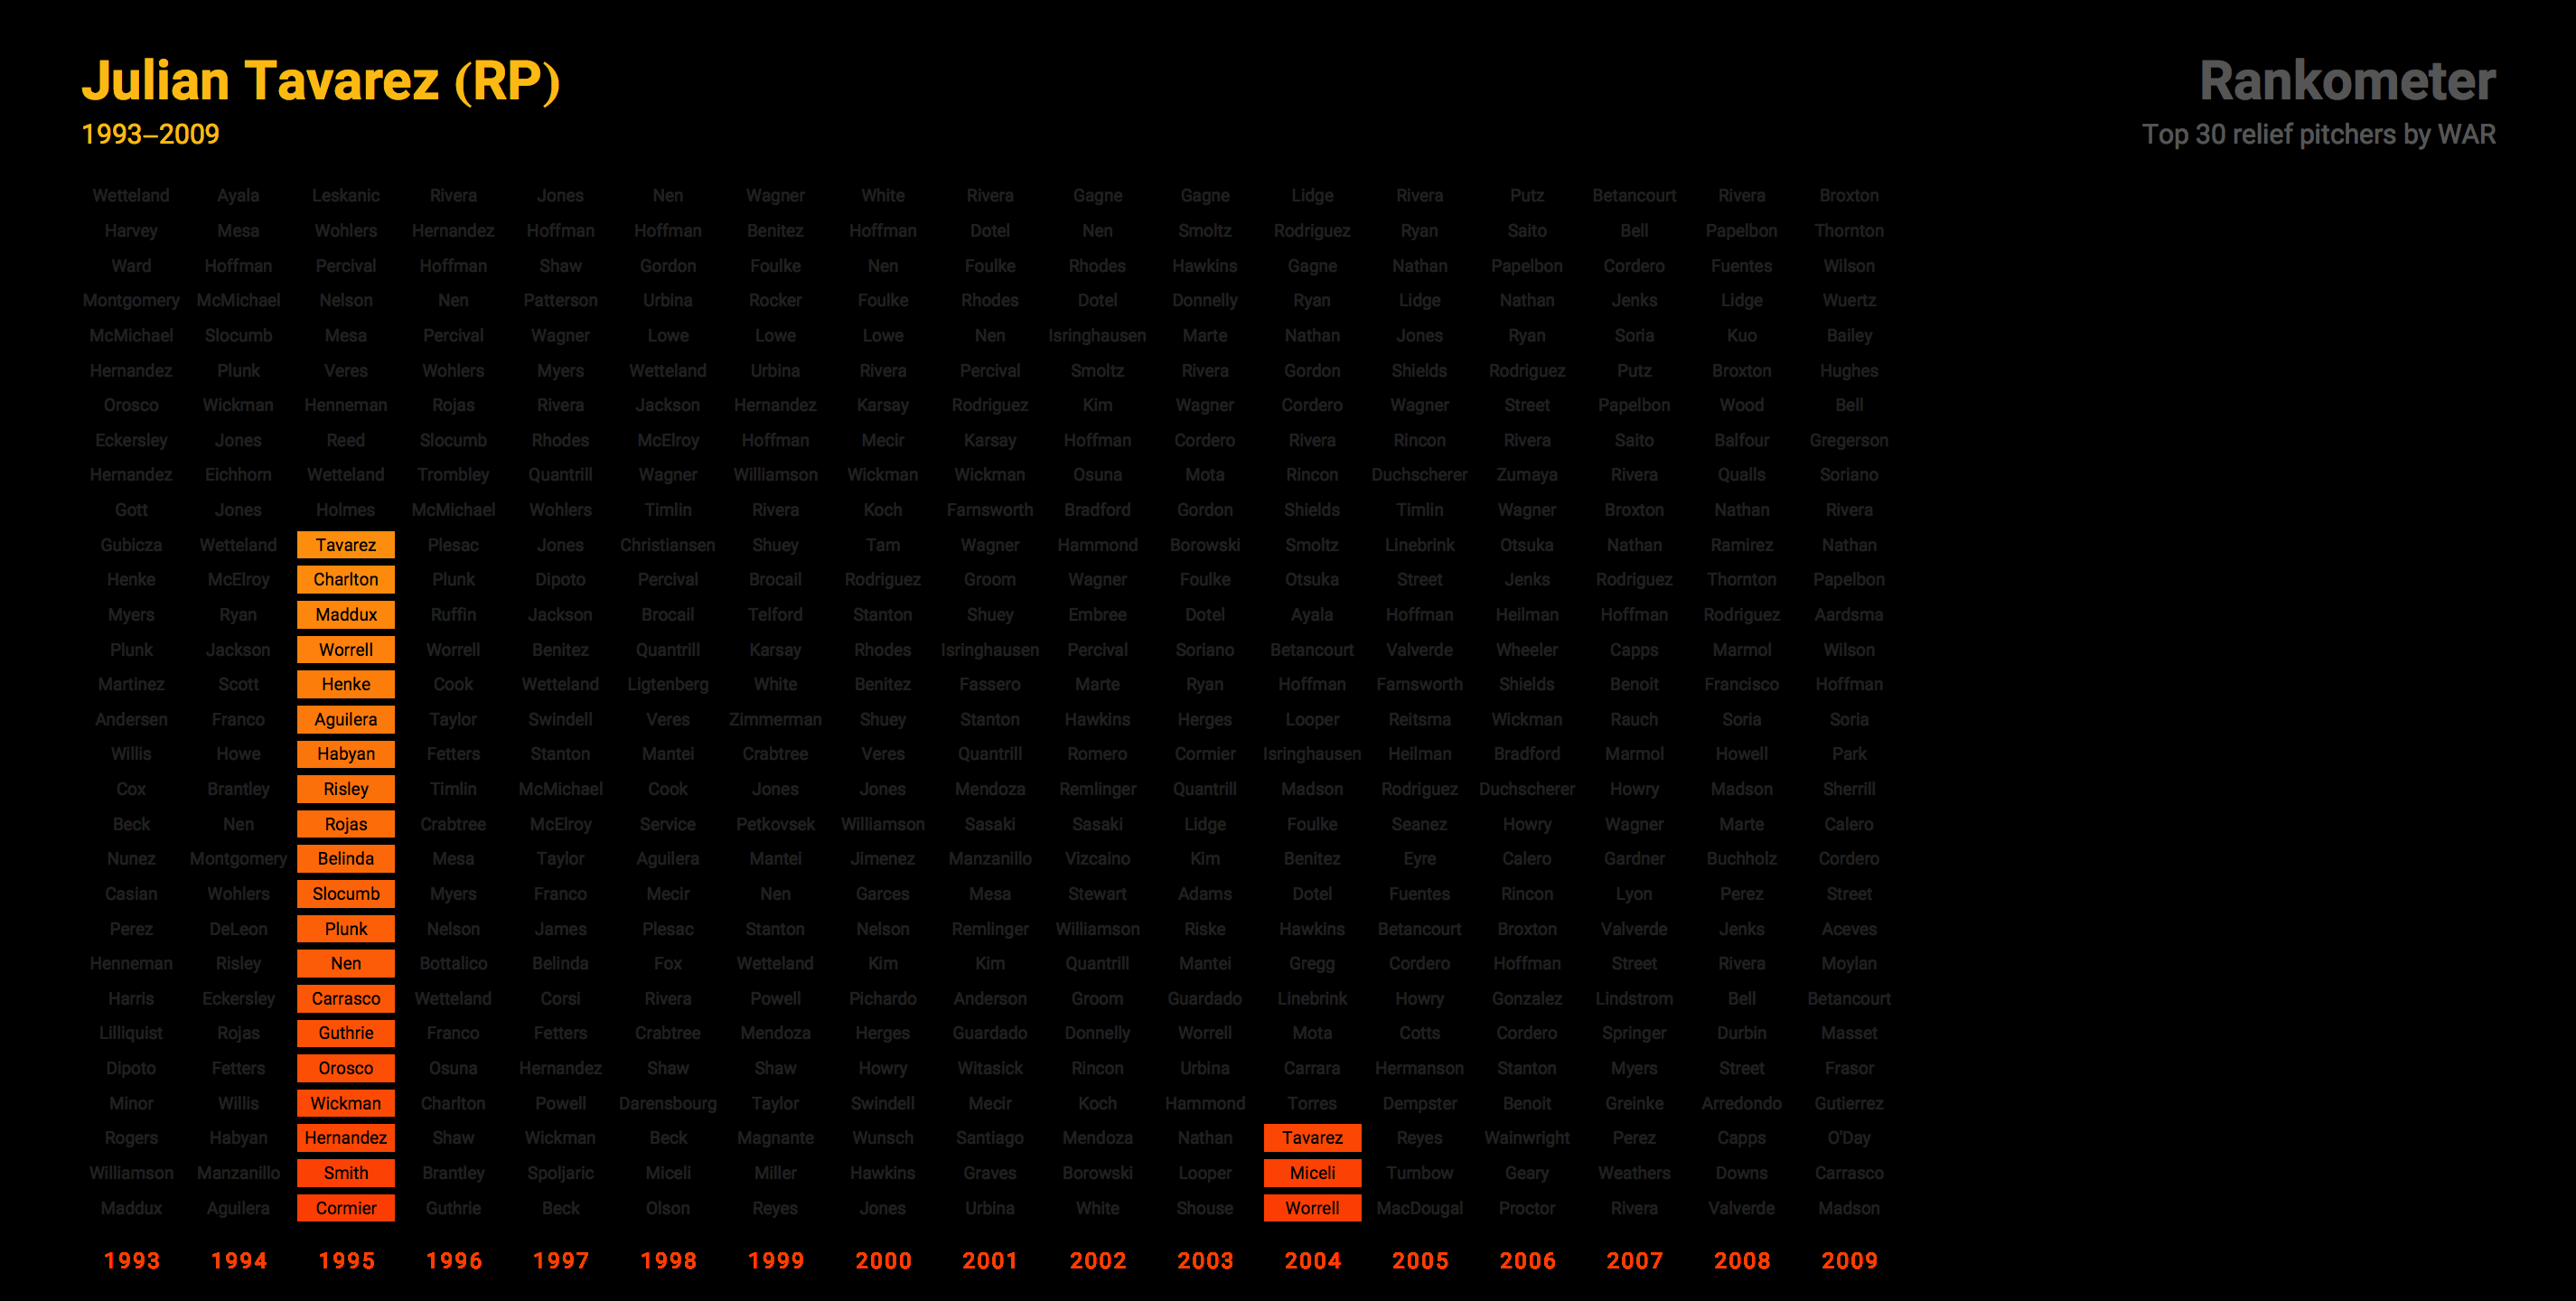 Julian Tavarez (RP)
1993–2009
Rankometer
Top 30 relief pitchers by WAR
Wetteland Ayala Leskanic Rivera Jones Nen Wagner White Rivera Gagne Gagne Lidge Rivera Putz Betancourt Rivera Broxton
Harvey Mesa Wohlers Hernandez Hoffman Hoffman Benitez Hoffman Dotel Nen Smoltz Rodriguez Ryan Saito Bell Papelbon Thornton
Ward Hoffman Percival Hoffman Shaw Gordon Foulke Nen Foulke Rhodes Hawkins Gagne Nathan Papelbon Cordero Fuentes Wilson
Montgomery McMichael Nelson Nen Patterson Urbina Rocker Foulke Rhodes Dotel Donnelly Ryan Lidge Nathan Jenks Lidge Wuertz
McMichael Slocumb Mesa Percival Wagner Lowe Lowe Lowe Nen Isringhausen Marte Nathan Jones Ryan Soria Kuo Bailey
Hernandez Plunk Veres Wohlers Myers Wetteland Urbina Rivera Percival Smoltz Rivera Gordon Shields Rodriguez Putz Broxton Hughes
Orosco Wickman Henneman Rojas Rivera Jackson Hernandez Karsay Rodriguez Kim Wagner Cordero Wagner Street Papelbon Wood Bell
Eckersley Jones Reed Slocumb Rhodes McElroy Hoffman Mecir Karsay Hoffman Cordero Rivera Rincon Rivera Saito Balfour Gregerson
Hernandez Eichhorn Wetteland Trombley Quantrill Wagner Williamson Wickman Wickman Osuna Mota Rincon Duchscherer Zumaya Rivera Qualls Soriano
Gott Jones Holmes McMichael Wohlers Timlin Rivera Koch Farnsworth Bradford Gordon Shields Timlin Wagner Broxton Nathan Rivera
Gubicza Wetteland Tavarez Plesac Jones Christiansen Shuey Tam Wagner Hammond Borowski Smoltz Linebrink Otsuka Nathan Ramirez Nathan
Henke McElroy Charlton Plunk Dipoto Percival Brocail Rodriguez Groom Wagner Foulke Otsuka Street Jenks Rodriguez Thornton Papelbon
Myers Ryan Maddux Ruffin Jackson Brocail Telford Stanton Shuey Embree Dotel Ayala Hoffman Heilman Hoffman Rodriguez Aardsma
Plunk Jackson Worrell Worrell Benitez Quantrill Karsay Rhodes Isringhausen Percival Soriano Betancourt Valverde Wheeler Capps Marmol Wilson
Martinez Scott Henke Cook Wetteland Ligtenberg White Benitez Fassero Marte Ryan Hoffman Farnsworth Shields Benoit Francisco Hoffman
Andersen Franco Aguilera Taylor Swindell Veres Zimmerman Shuey Stanton Hawkins Herges Looper Reitsma Wickman Rauch Soria Soria
Willis Howe Habyan Fetters Stanton Mantei Crabtree Veres Quantrill Romero Cormier Isringhausen Heilman Bradford Marmol Howell Park
Cox Brantley Risley Timlin McMichael Cook Jones Jones Mendoza Remlinger Quantrill Madson Rodriguez Duchscherer Howry Madson Sherrill
Beck Nen Rojas Crabtree McElroy Service Petkovsek Williamson Sasaki Sasaki Lidge Foulke Seanez Howry Wagner Marte Calero
Nunez Montgomery Belinda Mesa Taylor Aguilera Mantei Jimenez Manzanillo Vizcaino Kim Benitez Eyre Calero Gardner Buchholz Cordero
Casian Wohlers Slocumb Myers Franco Mecir Nen Garces Mesa Stewart Adams Dotel Fuentes Rincon Lyon Perez Street
Perez DeLeon Plunk Nelson James Plesac Stanton Nelson Remlinger Williamson Riske Hawkins Betancourt Broxton Valverde Jenks Aceves
Henneman Risley Nen Bottalico Belinda Fox Wetteland Kim Kim Quantrill Mantei Gregg Cordero Hoffman Street Rivera Moylan
Harris Eckersley Carrasco Wetteland Corsi Rivera Powell Pichardo Anderson Groom Guardado Linebrink Howry Gonzalez Lindstrom Bell Betancourt
Lilliquist Rojas Guthrie Franco Fetters Crabtree Mendoza Herges Guardado Donnelly Worrell Mota Cotts Cordero Springer Durbin Masset
Dipoto Fetters Orosco Osuna Hernandez Shaw Shaw Howry Witasick Rincon Urbina Carrara Hermanson Stanton Myers Street Frasor
Minor Willis Wickman Charlton Powell Darensbourg Taylor Swindell Mecir Koch Hammond Torres Dempster Benoit Greinke Arredondo Gutierrez
Rogers Habyan Hernandez Shaw Wickman Beck Magnante Wunsch Santiago Mendoza Nathan Tavarez Reyes Wainwright Perez Capps O'Day
Williamson Manzanillo Smith Brantley Spoljaric Miceli Miller Hawkins Graves Borowski Looper Miceli Turnbow Geary Weathers Downs Carrasco
Maddux Aguilera Cormier Guthrie Beck Olson Reyes Jones Urbina White Shouse Worrell MacDougal Proctor Rivera Valverde Madson
1993 1994 1995 1996 1997 1998 1999 2000 2001 2002 2003 2004 2005 2006 2007 2008 2009